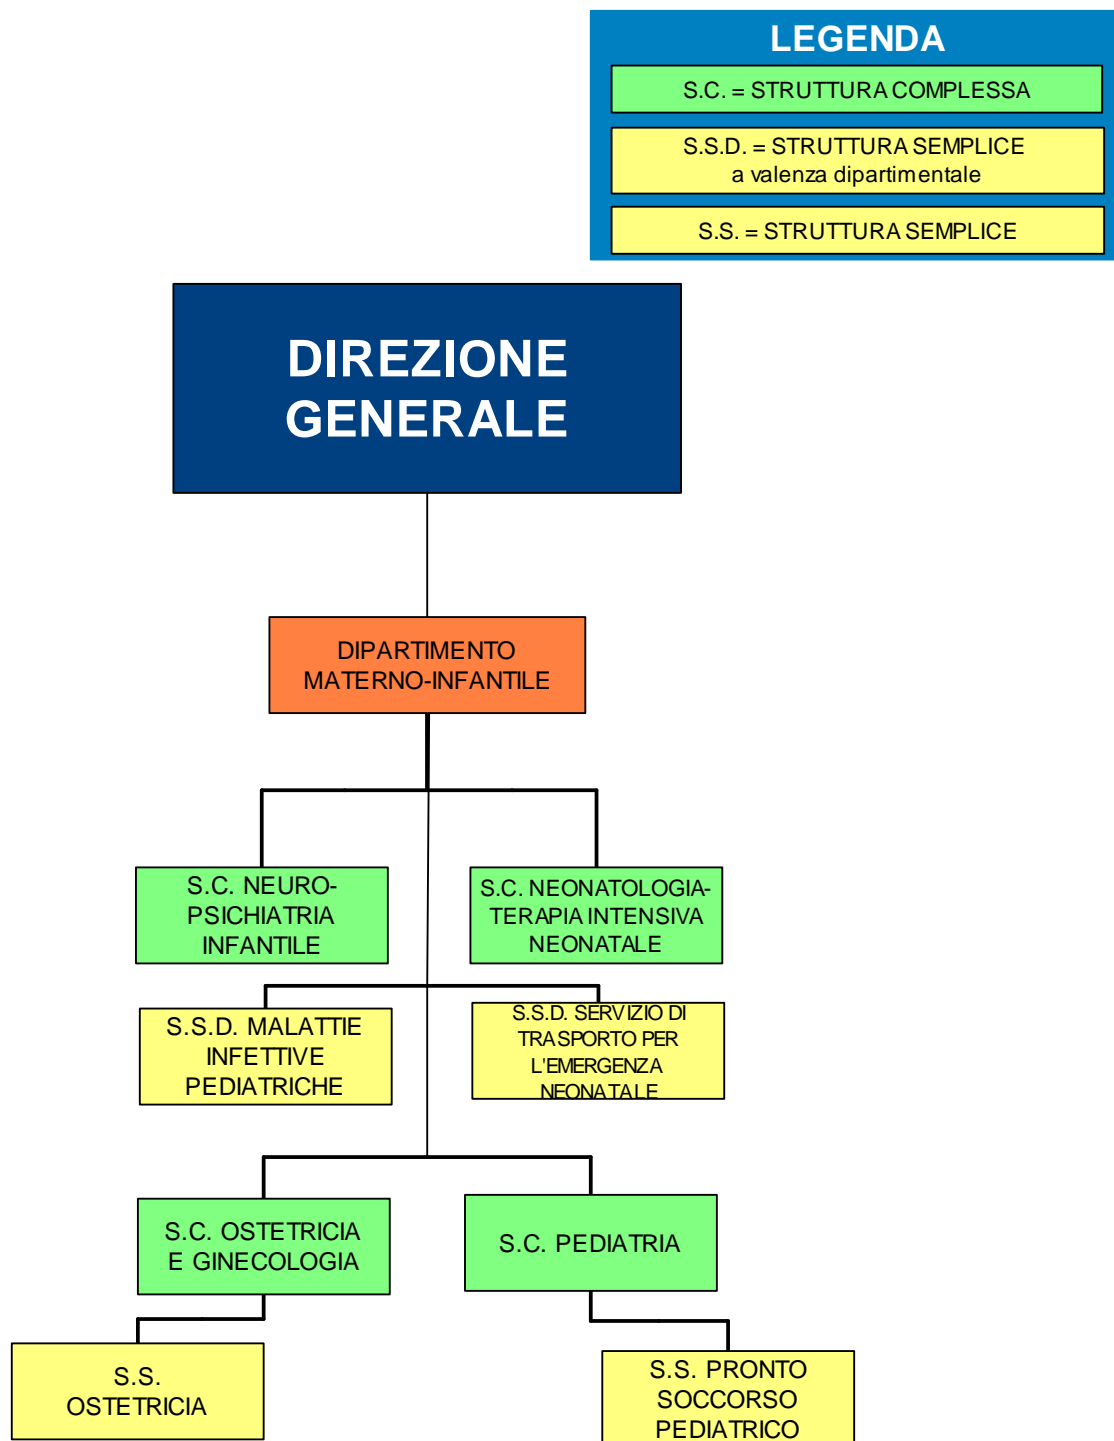 LEGENDA
S.C. = STRUTTURA COMPLESSA
S.S.D. = STRUTTURA SEMPLICE
a valenza dipartimentale
S.S. = STRUTTURA SEMPLICE
DIREZIONE
GENERALE
DIPARTIMENTO
MATERNO-INFANTILE
S.C. NEURO-
PSICHIATRIA
INFANTILE
S.C. NEONATOLOGIA-
TERAPIA INTENSIVA
NEONATALE
S.S.D. MALATTIE
INFETTIVE
PEDIATRICHE
S.S.D. SERVIZIO DI
TRASPORTO PER
L'EMERGENZA
NEONATALE
S.C. OSTETRICIA
E GINECOLOGIA
S.C. PEDIATRIA
S.S.
OSTETRICIA
S.S. PRONTO
SOCCORSO
PEDIATRICO